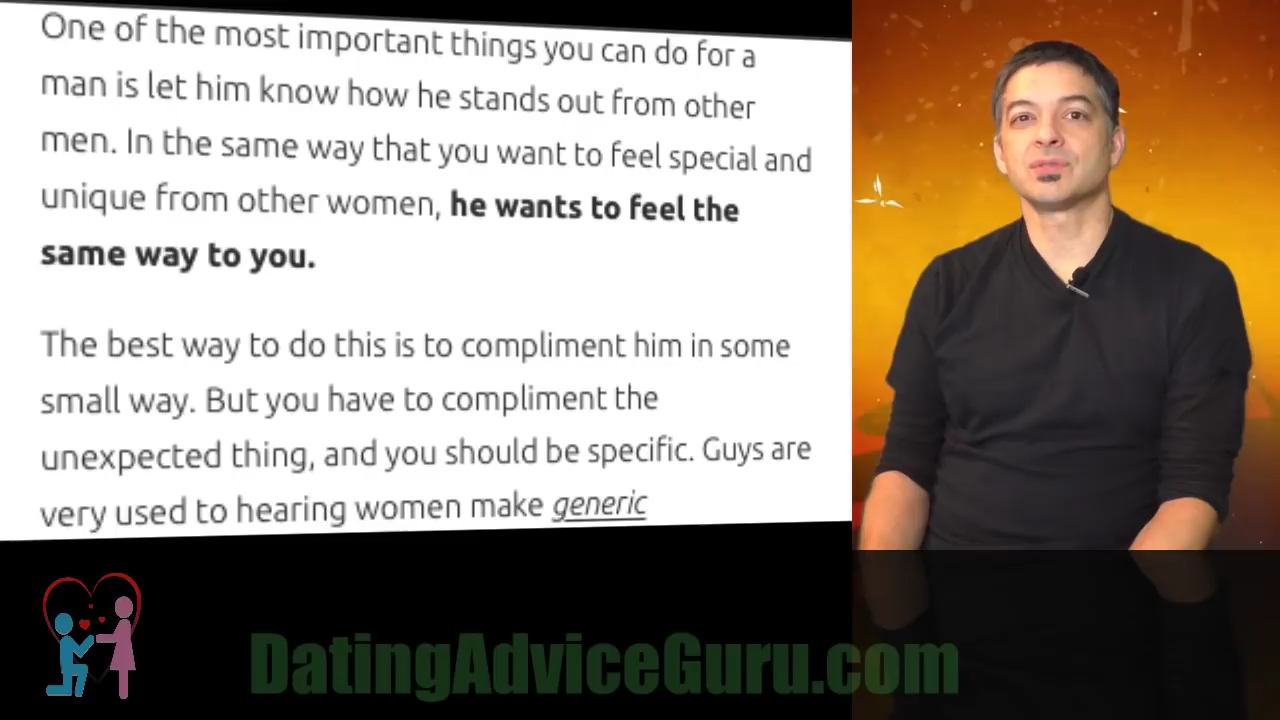 One of the most important things you can do for a
man is let him know how he stands out from other
men. In the same way that you want to feel special and
unique from other women, he wants to feel the
same way to you.
The best way to do this is to compliment him in some
small way. But you have to compliment the
unexpected thing, and you should be specific. Guys are
very used to hearing women make generic
DatingAdviceGuru.com